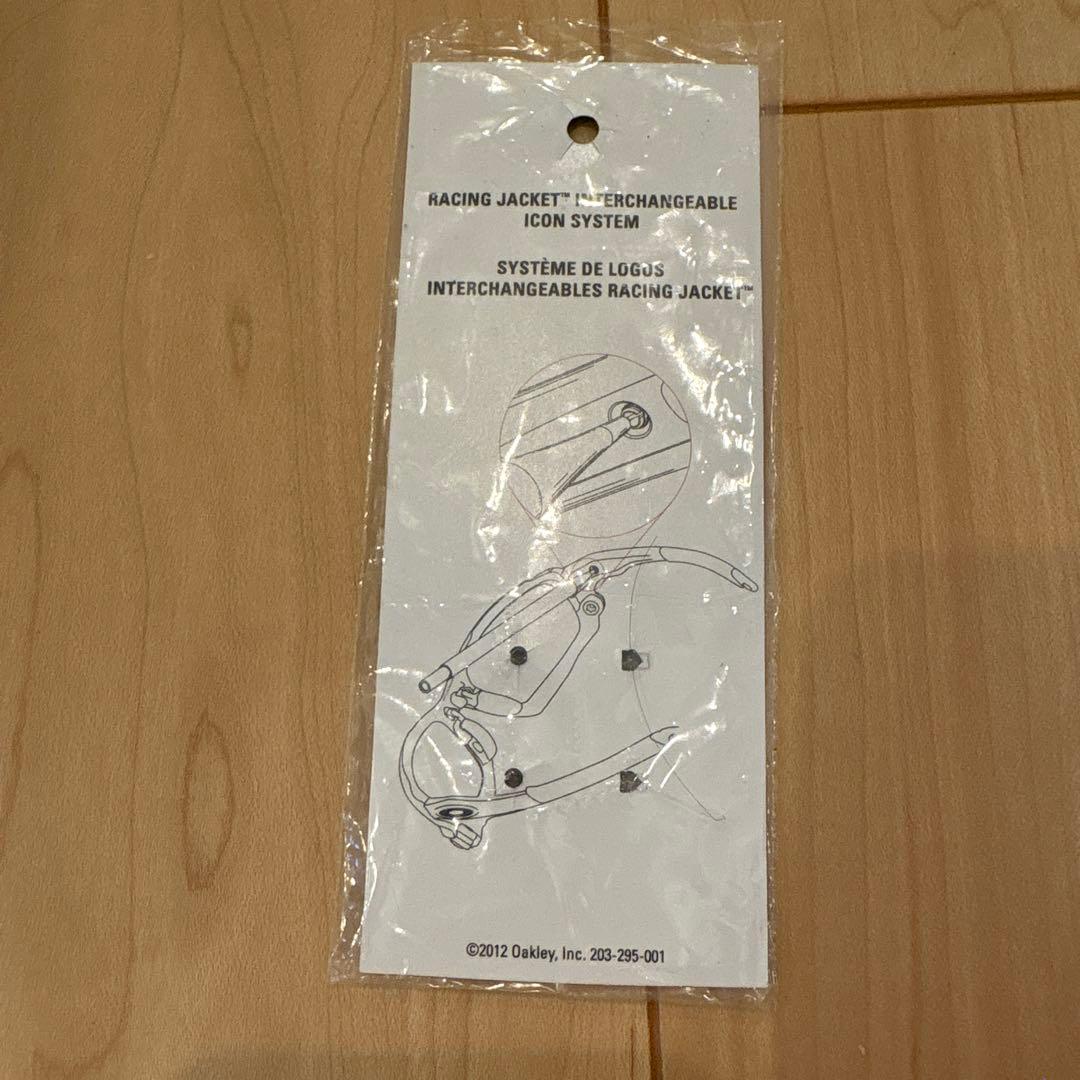 RACING JACKET™ INTERCHANGEABLE
ICON SYSTEM
SYSTÈME DE LOGOS
INTERCHANGEABLES RACING JACKET™
©2012 Oakley, Inc. 203-295-001